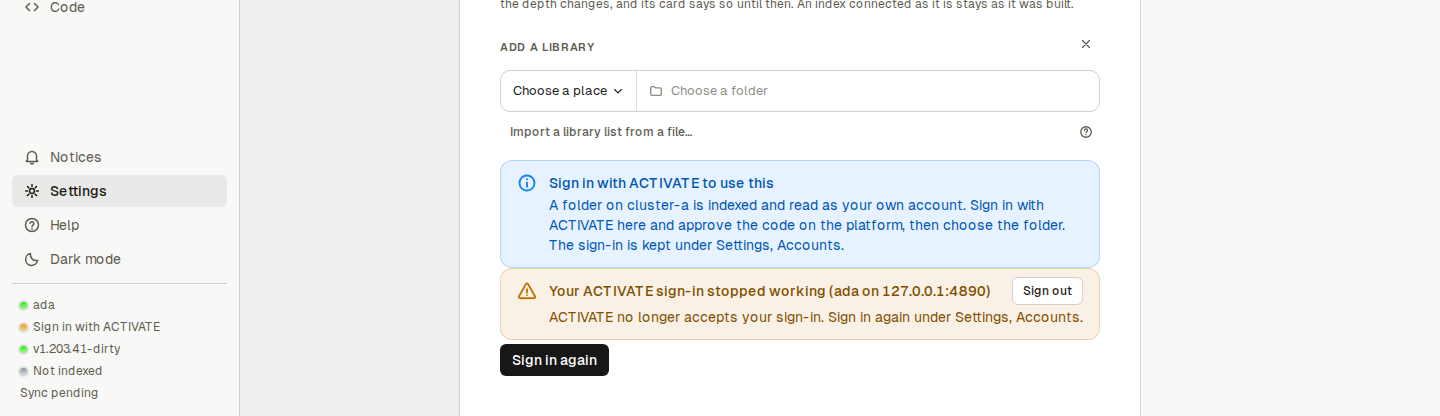 Code
Notices
Settings
Help
Dark mode
ada
Sign in with ACTIVATE
v1.203.41-dirty
Not indexed
Sync pending
the depth changes, and its card says so until then. An index connected as it is stays as it was built.
ADD A LIBRARY
Choose a place
Choose a folder
Import a library list from a file...
Sign in with ACTIVATE to use this
A folder on cluster-a is indexed and read as your own account. Sign in with
ACTIVATE here and approve the code on the platform, then choose the folder.
The sign-in is kept under Settings, Accounts.
Your ACTIVATE sign-in stopped working (ada on 127.0.0.1:4890)
Sign out
ACTIVATE no longer accepts your sign-in. Sign in again under Settings, Accounts.
Sign in again